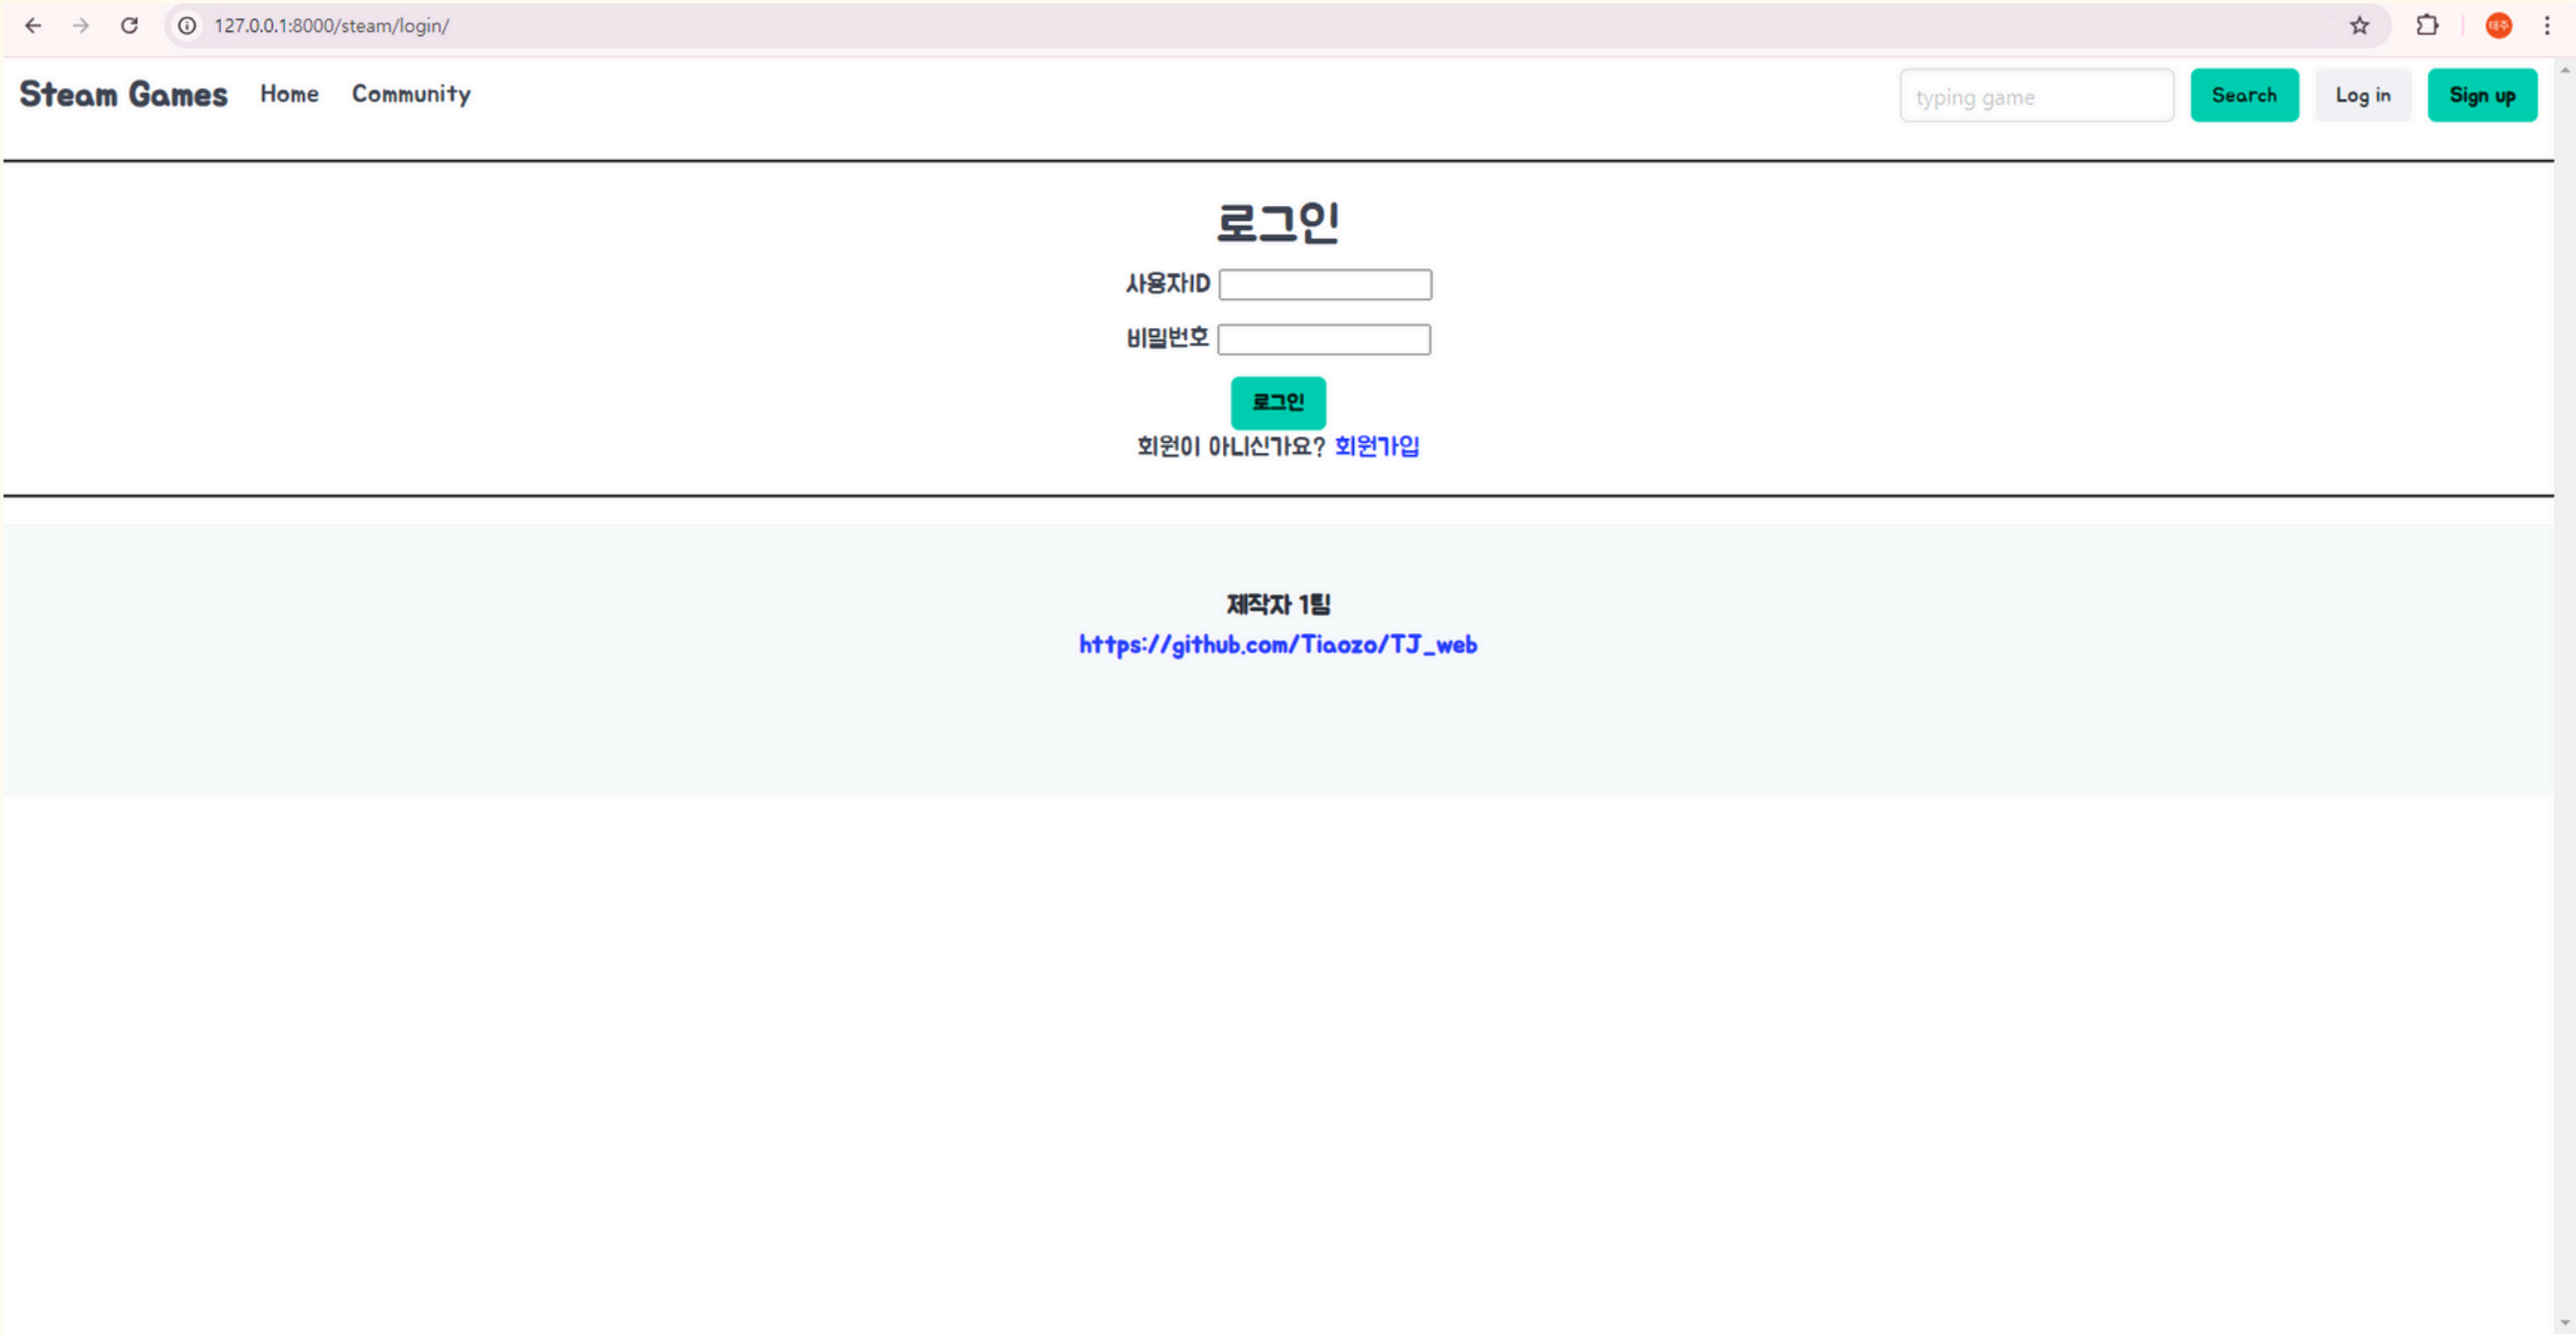 127.0.0.1:8000/steam/login/
태주
Steam Games Home Community typing game Search Log in Sign up
로그인
사용자ID
비밀번호
로그인
회원이 아니신가요? 회원가입
제작자 1팀
https://github.com/Tiaozo/TJ_web